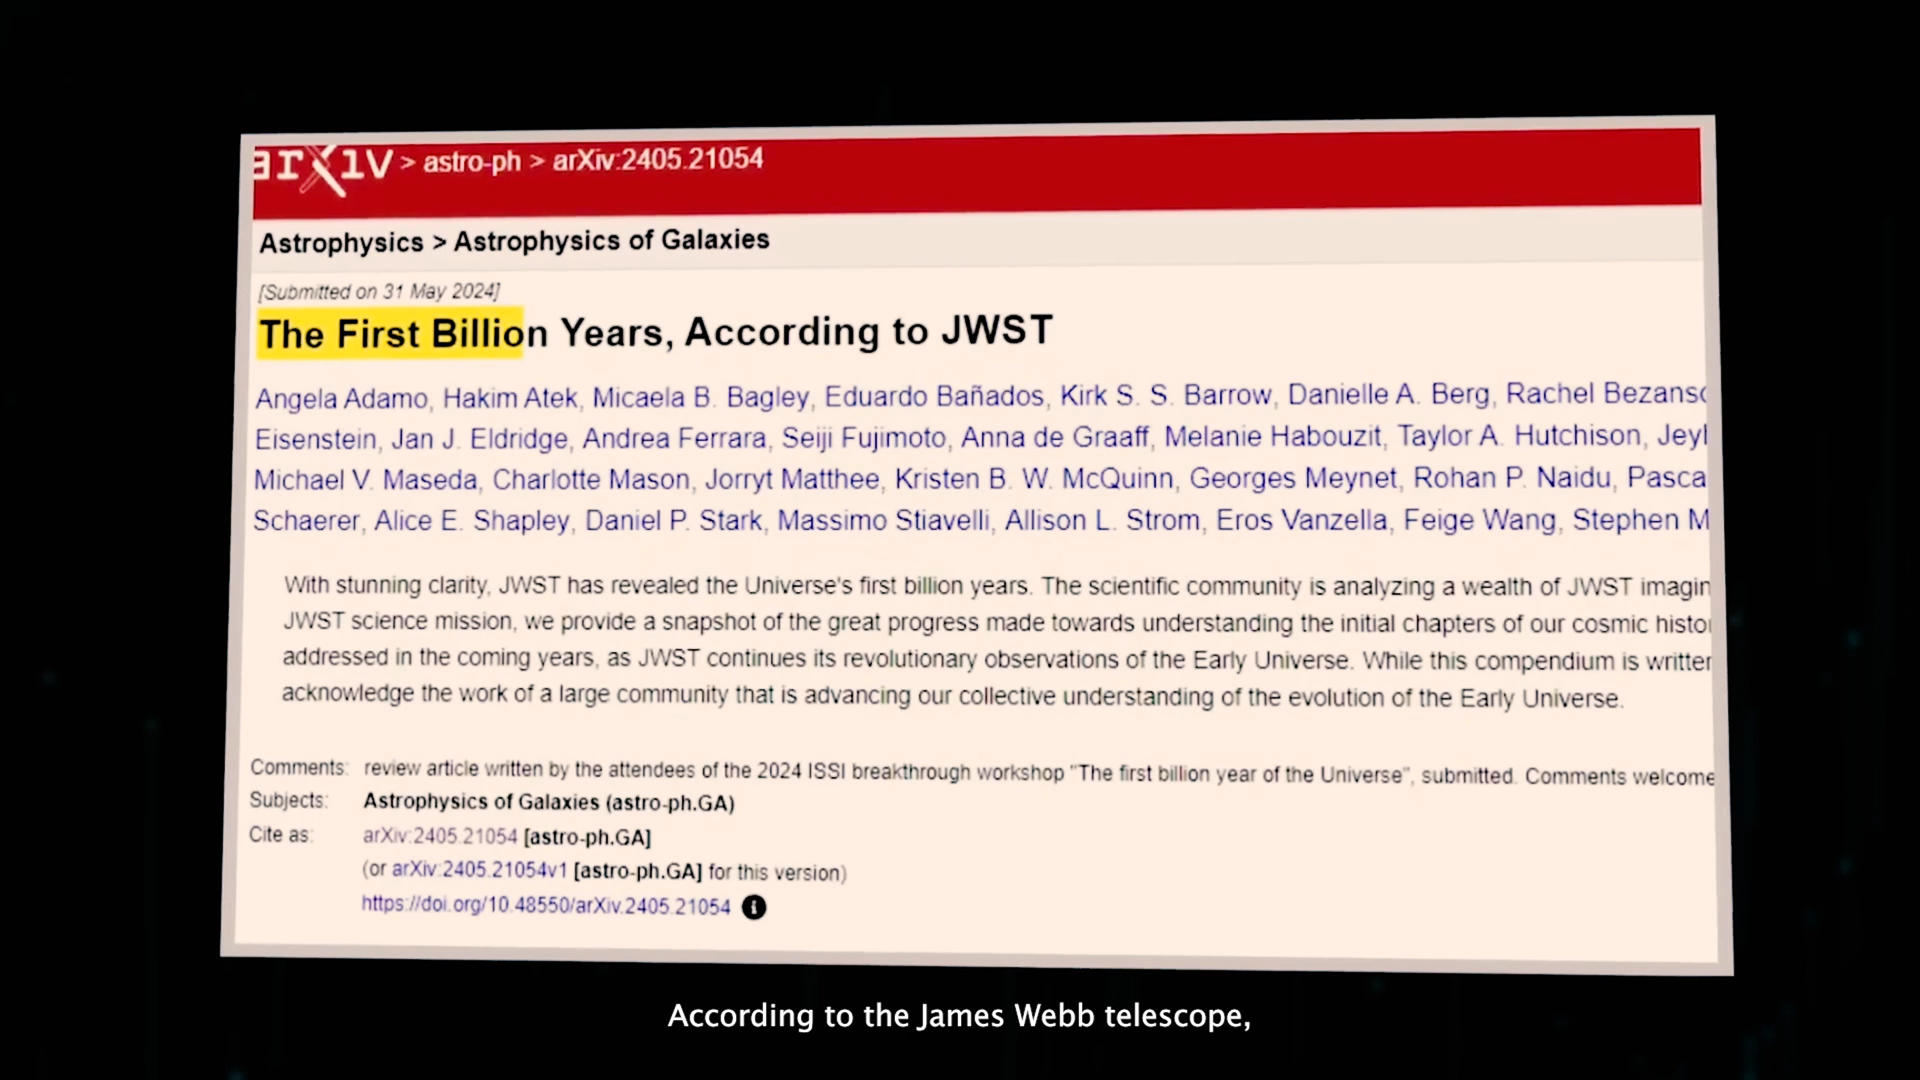 arXiv > astro-ph > arXiv:2405.21054
Astrophysics > Astrophysics of Galaxies
[Submitted on 31 May 2024]
The First Billion Years, According to JWST
Angela Adamo, Hakim Atek, Micaela B. Bagley, Eduardo Bañados, Kirk S. S. Barrow, Danielle A. Berg, Rachel
Eisenstein, Jan J. Eldridge, Andrea Ferrara, Seiji Fujimoto, Anna de Graaff, Melanie Habouzit, Taylor A. Hutchison,
Michael V. Maseda, Charlotte Mason, Jorryt Matthee, Kristen B. W. McQuinn, Georges Meynet, Rohan P. Naidu, Pasca
Schaerer, Alice E. Shapley, Daniel P. Stark, Massimo Stiavelli, Allison L. Strom, Eros Vanzella, Feige Wang, Stephen M
With stunning clarity, JWST has revealed the Universe's first billion years. The scientific community is analyzing a wealth of JWST imagin
JWST science mission, we provide a snapshot of the great progress made towards understanding the initial chapters of our cosmic histo
addressed in the coming years, as JWST continues its revolutionary observations of the Early Universe. While this compendium is writte
acknowledge the work of a large community that is advancing our collective understanding of the evolution of the Early Universe.
Comments: review article written by the attendees of the 2024 ISSI breakthrough workshop "The first billion year of the Universe", submitted. Comments welcome
Subjects: Astrophysics of Galaxies (astro-ph.GA)
Cite as: arXiv:2405.21054 [astro-ph.GA]
(or arXiv:2405.21054v1 [astro-ph.GA] for this version)
https://doi.org/10.48550/arXiv.2405.21054
According to the James Webb telescope,